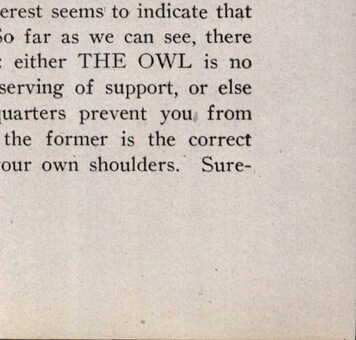 erest seems to indicate that
So far as we can see, there
: either THE OWL is no
serving of support, or else
quarters prevent you from
the former is the correct
our own shoulders. Sure-